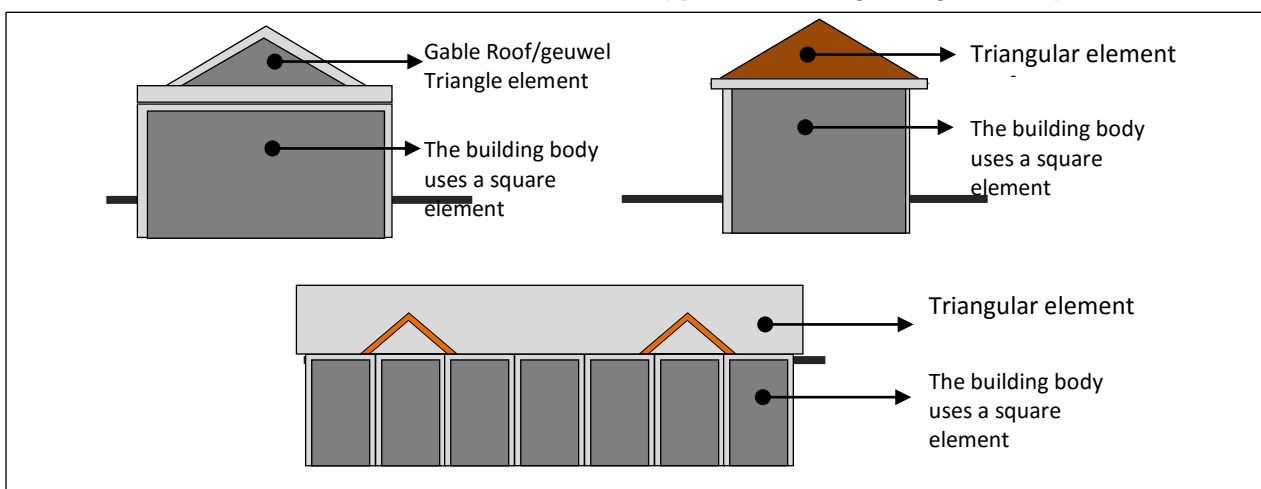 Gable Roof/geuwel
Triangle element
The building body
uses a square
element
Triangular element
The building body
uses a square
element
Triangular element
The building body
uses a square
element